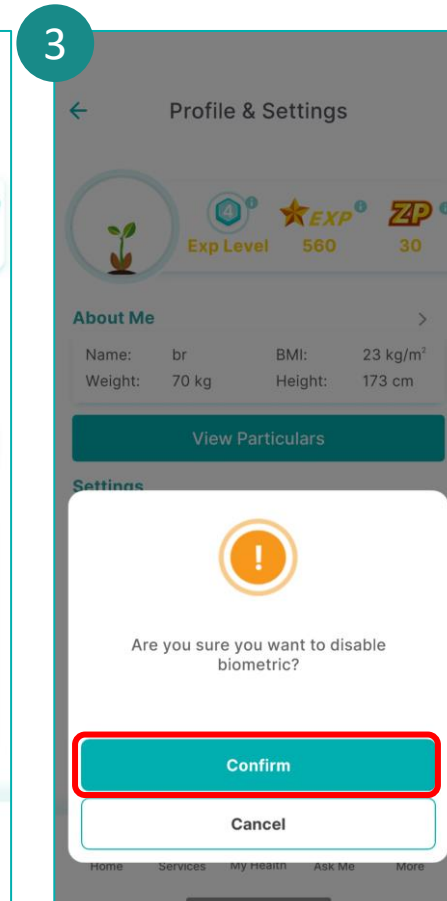 3
Profile & Settings
4
EXP
ZP
Exp Level 560 30
About Me
Name: br BMI: 23 kg/m²
Weight: 70 kg Height: 173 cm
View Particulars
Settings
!
Are you sure you want to disable
biometric?
Confirm
Cancel
Home Services My Health Ask Me More